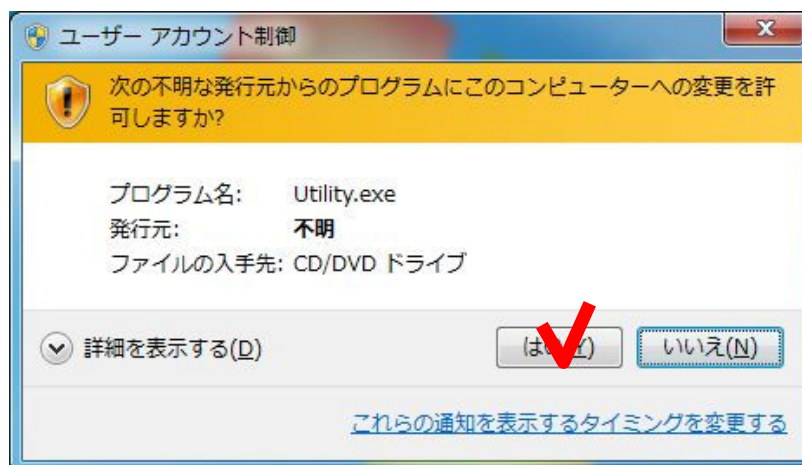 ユーザー アカウント制御
次の不明な発行元からのプログラムにこのコンピューターへの変更を許
可しますか?
プログラム名: Utility.exe
発行元: 不明
ファイルの入手先: CD/DVD ドライブ
詳細を表示する(D) いいえ(N)
これらの通知を表示するタイミングを変更する